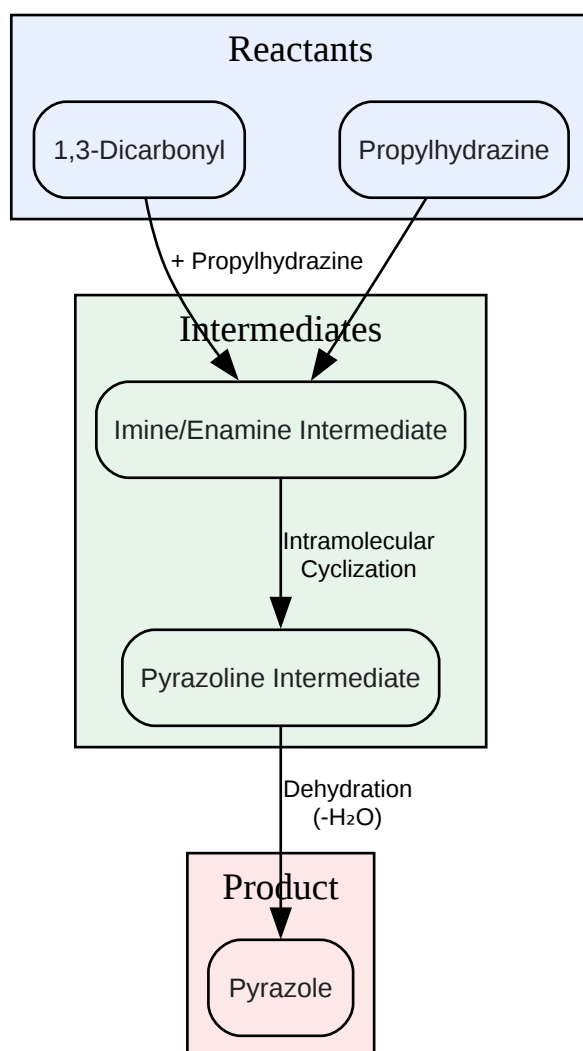 Reactants
1,3-Dicarbonyl
Propylhydrazine
+ Propylhydrazine
Intermediates
Imine/Enamine Intermediate
Intramolecular
Cyclization
Pyrazoline Intermediate
Dehydration
(-H₂O)
Product
Pyrazole